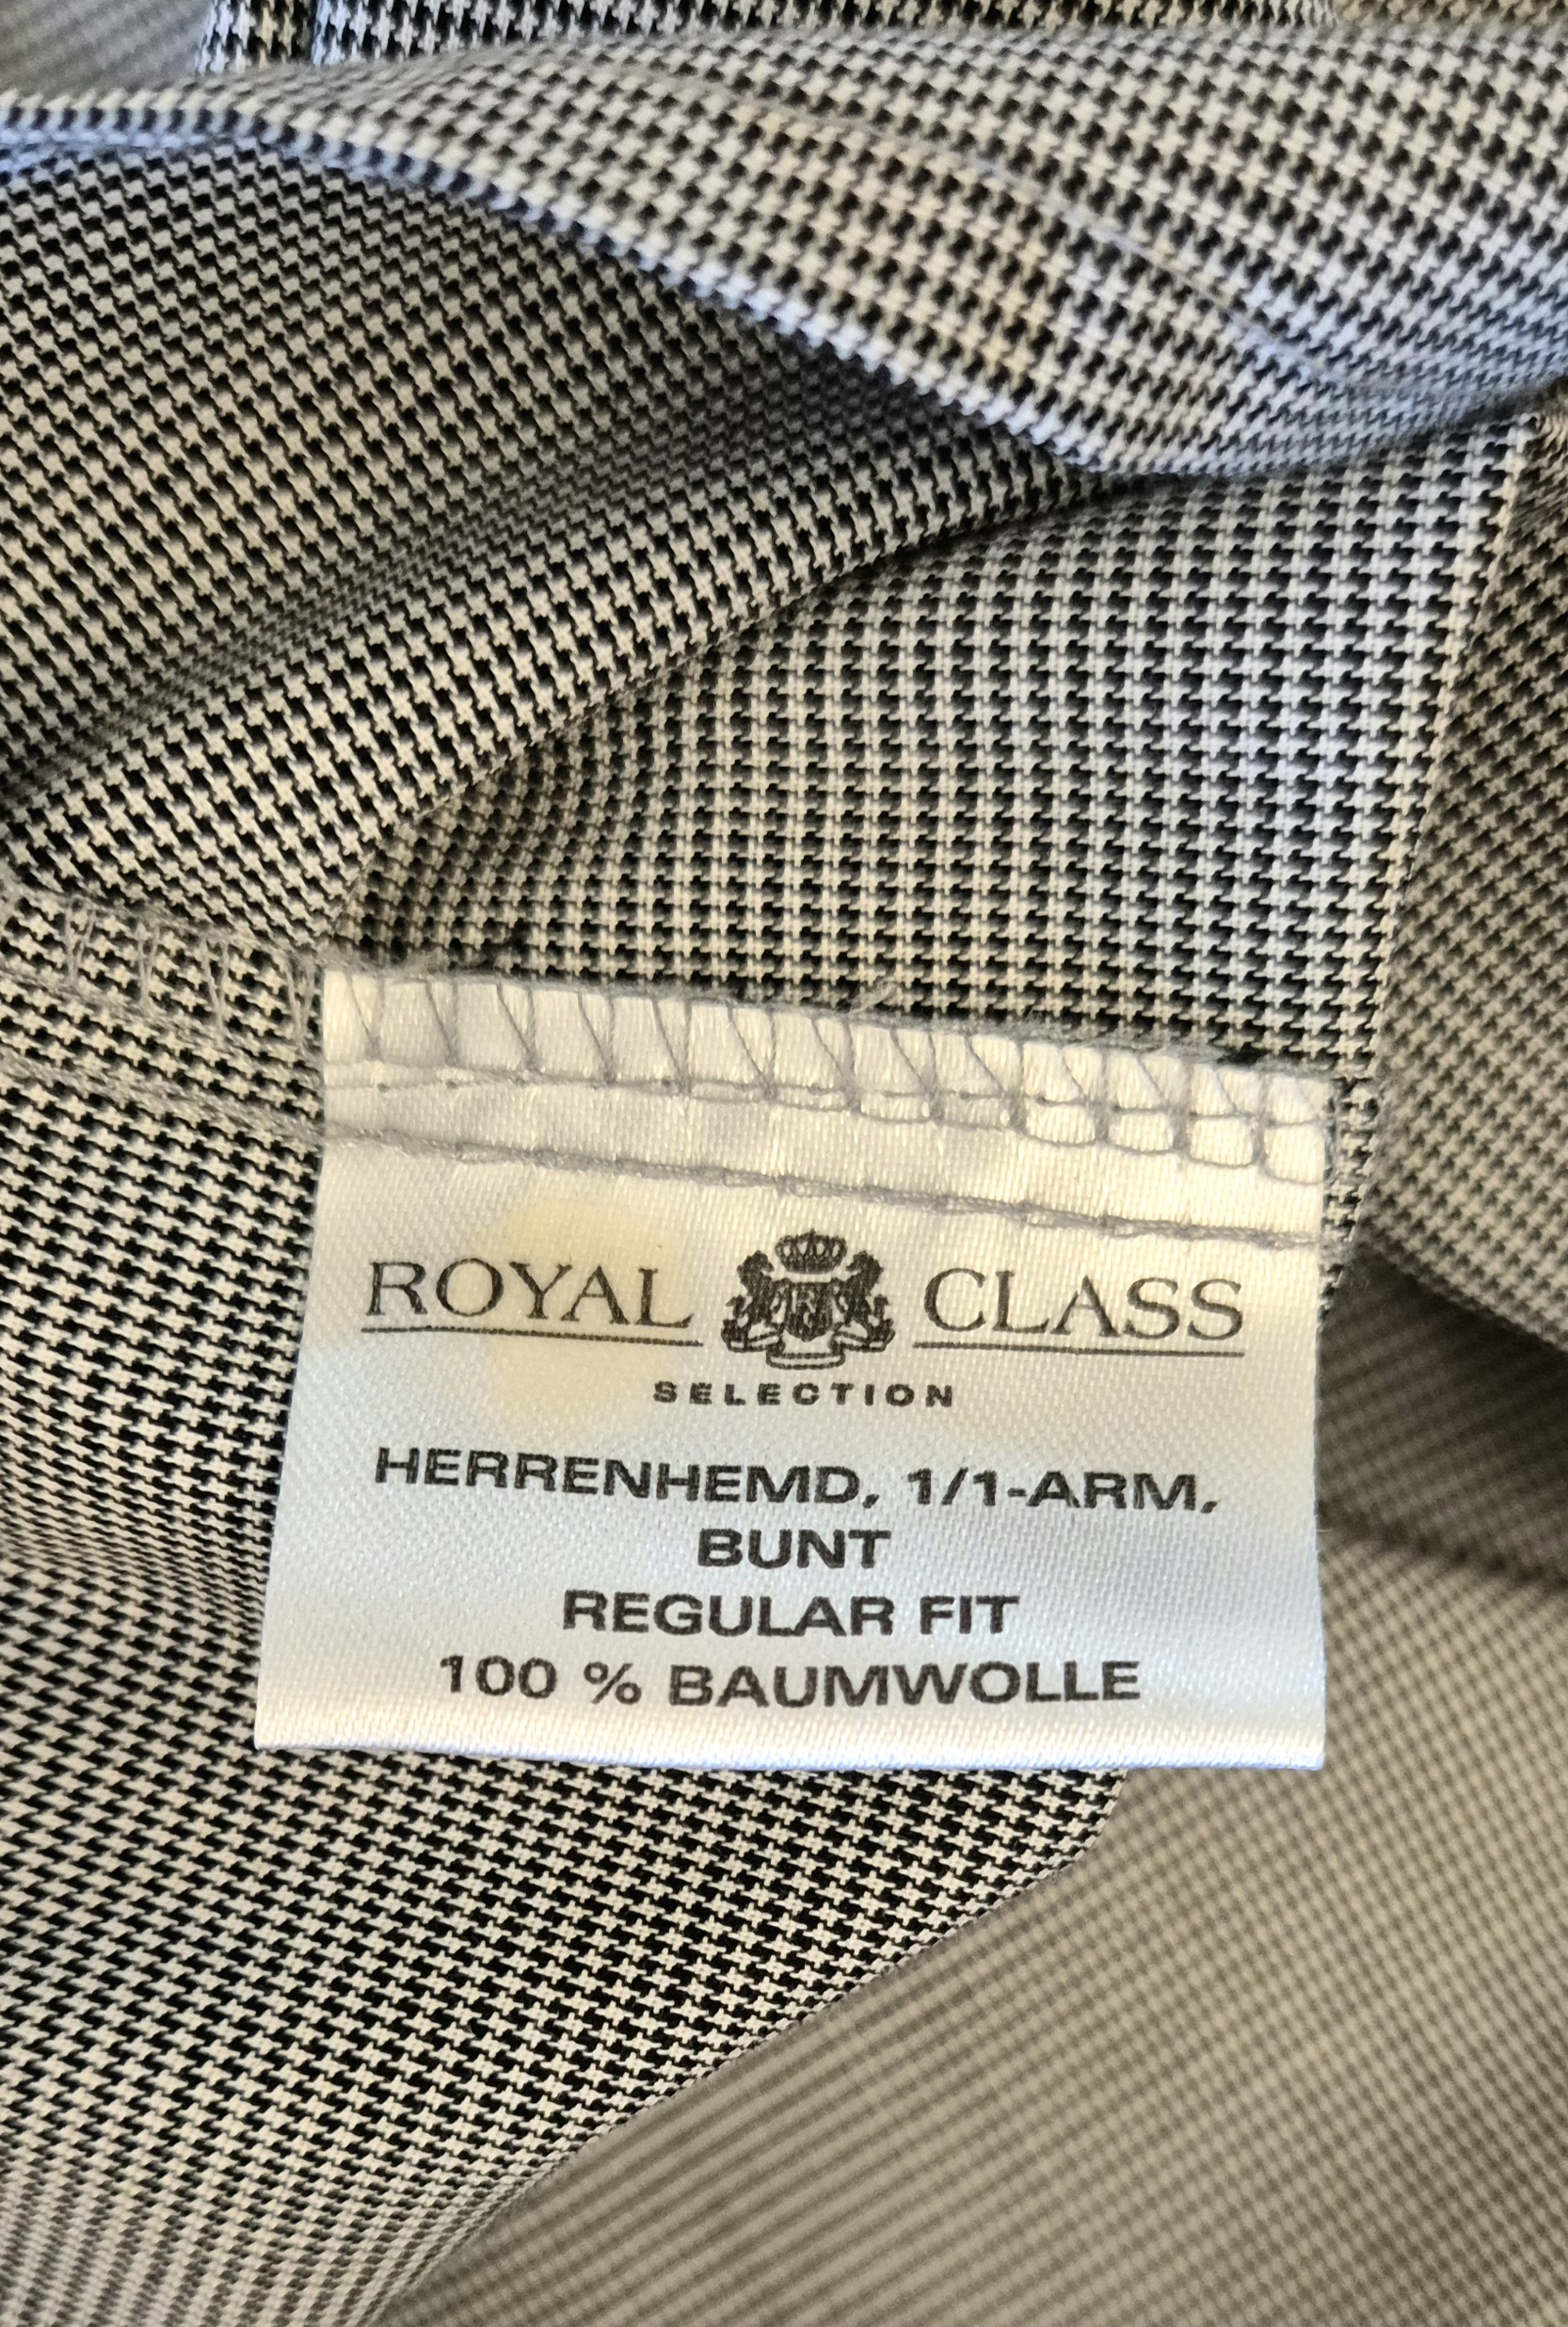 ROYAL CLASS
SELECTION
HERRENHEMD, 1/1-ARM,
BUNT
REGULAR FIT
100 % BAUMWOLLE